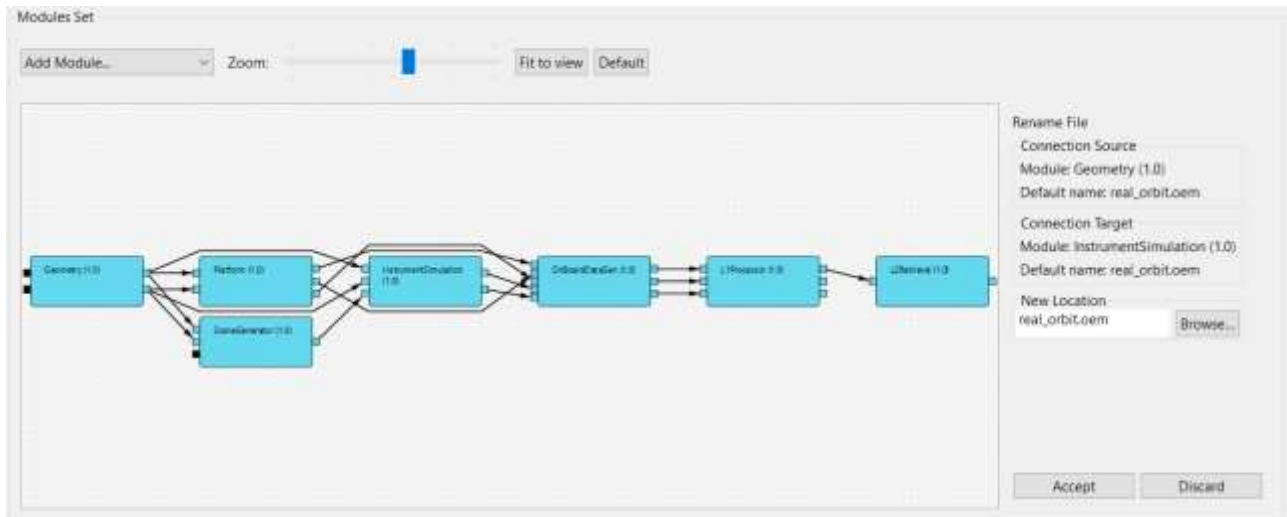 Modules Set
Add Module... Zoom: Fit to view Default
Rename File
Connection Source
Module: Geometry (1.0)
Default name: real_orbit.oem
Connection Target
Module: InstrumentSimulation (1.0)
Default name: real_orbit.oem
New Location
real_orbit.oem Browse...
Geometry (1.0) Platform (1.0) InstrumentSimulation (1.0) OnBoardDataGen (1.0) L1Processor (1.0) L2Retrieval (1.0)
SceneGenerator (1.0)
Accept Discard